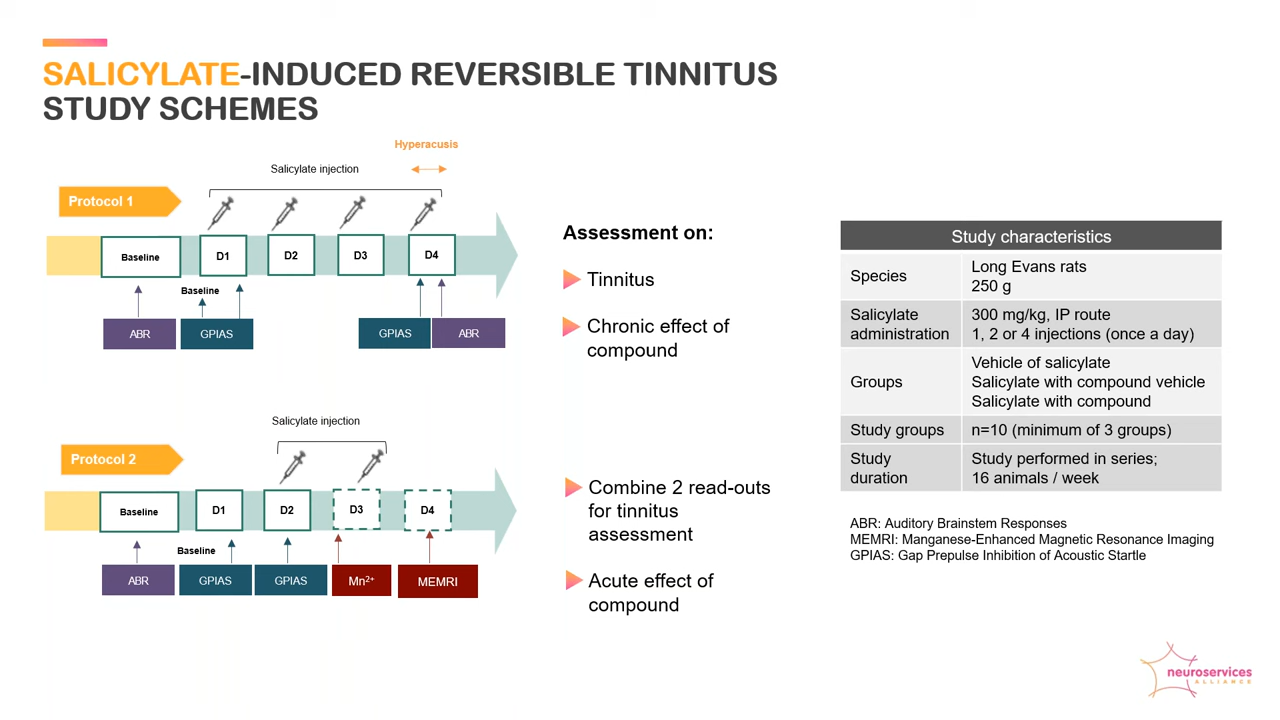 SALICYLATE-INDUCED REVERSIBLE TINNITUS
STUDY SCHEMES
Hyperacusis
Salicylate injection
Protocol 1
Baseline
D1
D2
D3
D4
Baseline
ABR
GPIAS
GPIAS
ABR
Assessment on:
Tinnitus
Chronic effect of
compound
Salicylate injection
Protocol 2
Baseline
D1
D2
D3
D4
Baseline
ABR
GPIAS
GPIAS
Mn²⁺
MEMRI
Combine 2 read-outs
for tinnitus
assessment
Acute effect of
compound
Study characteristics
Species
Long Evans rats
250 g
Salicylate
administration
300 mg/kg, IP route
1, 2 or 4 injections (once a day)
Groups
Vehicle of salicylate
Salicylate with compound vehicle
Salicylate with compound
Study groups
n=10 (minimum of 3 groups)
Study
duration
Study performed in series;
16 animals / week
ABR: Auditory Brainstem Responses
MEMRI: Manganese-Enhanced Magnetic Resonance Imaging
GPIAS: Gap Prepulse Inhibition of Acoustic Startle
neuroservices
ALLIANCE